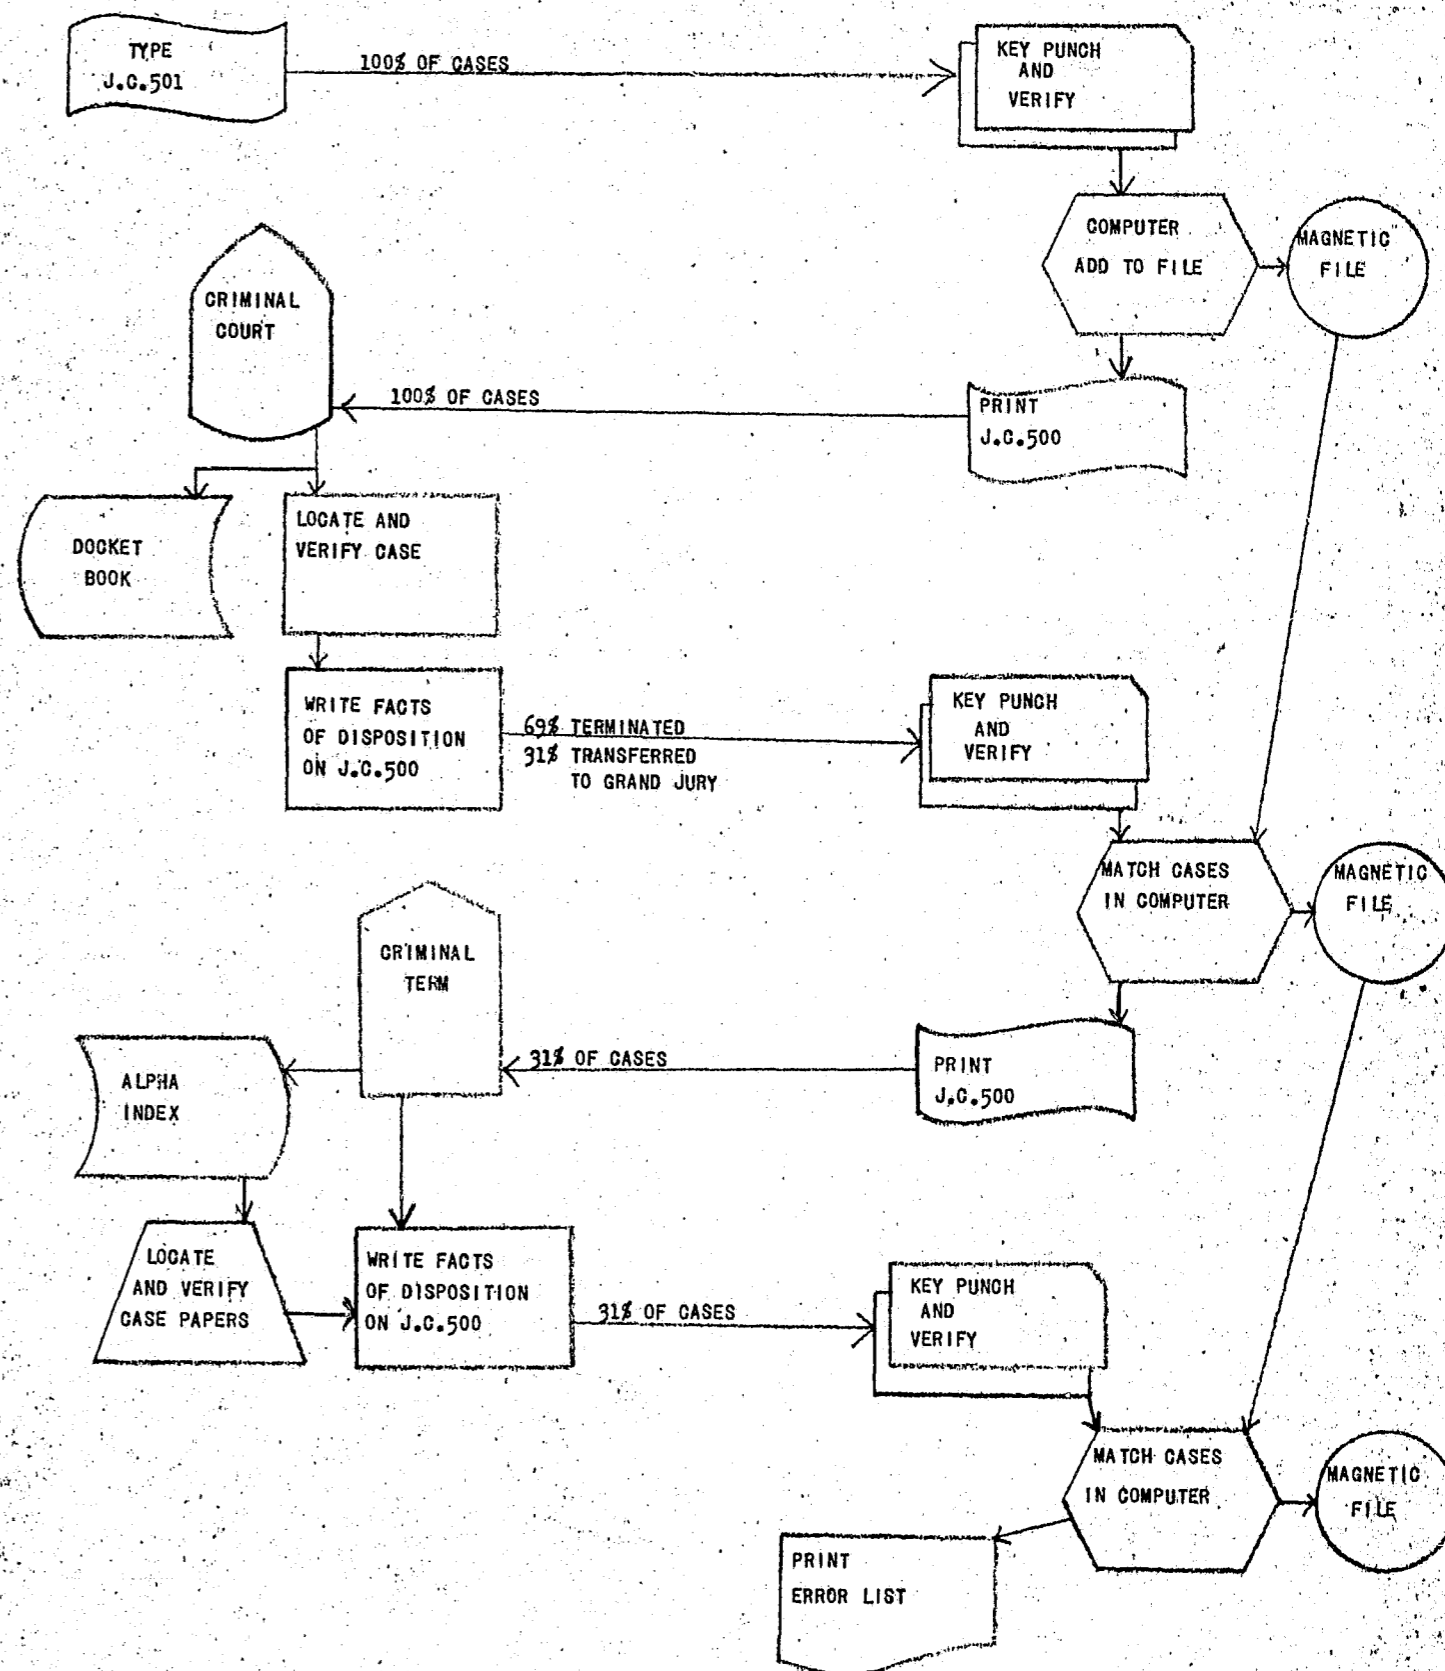 TYPE
J.C.501
100% OF CASES
KEY PUNCH
AND
VERIFY
COMPUTER
ADD TO FILE
MAGNETIC
FILE
CRIMINAL
COURT
100% OF CASES
PRINT
J.C.500
DOCKET
BOOK
LOCATE AND
VERIFY CASE
WRITE FACTS
OF DISPOSITION
ON J.C.500
69% TERMINATED
31% TRANSFERRED
TO GRAND JURY
KEY PUNCH
AND
VERIFY
MATCH CASES
IN COMPUTER
MAGNETIC
FILE
CRIMINAL
TERM
31% OF CASES
PRINT
J.C.500
ALPHA
INDEX
LOCATE
AND VERIFY
CASE PAPERS
WRITE FACTS
OF DISPOSITION
ON J.C.500
31% OF CASES
KEY PUNCH
AND
VERIFY
MATCH CASES
IN COMPUTER
MAGNETIC
FILE
PRINT
ERROR LIST